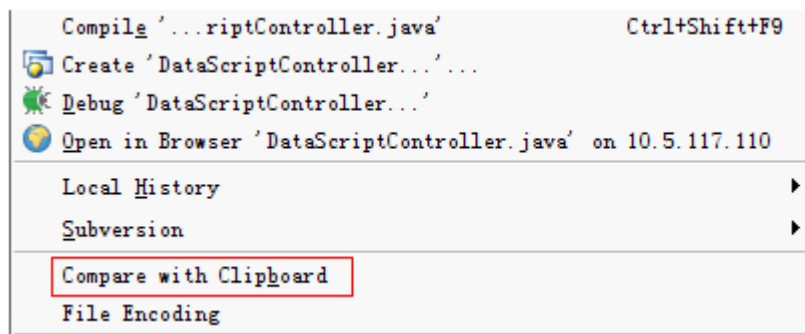 Compile '...riptController.java' Ctrl+Shift+F9
Create 'DataScriptController...'...
Debug 'DataScriptController...'
Open in Browser 'DataScriptController.java' on 10.5.117.110
Local History
Subversion
Compare with Clipboard
File Encoding